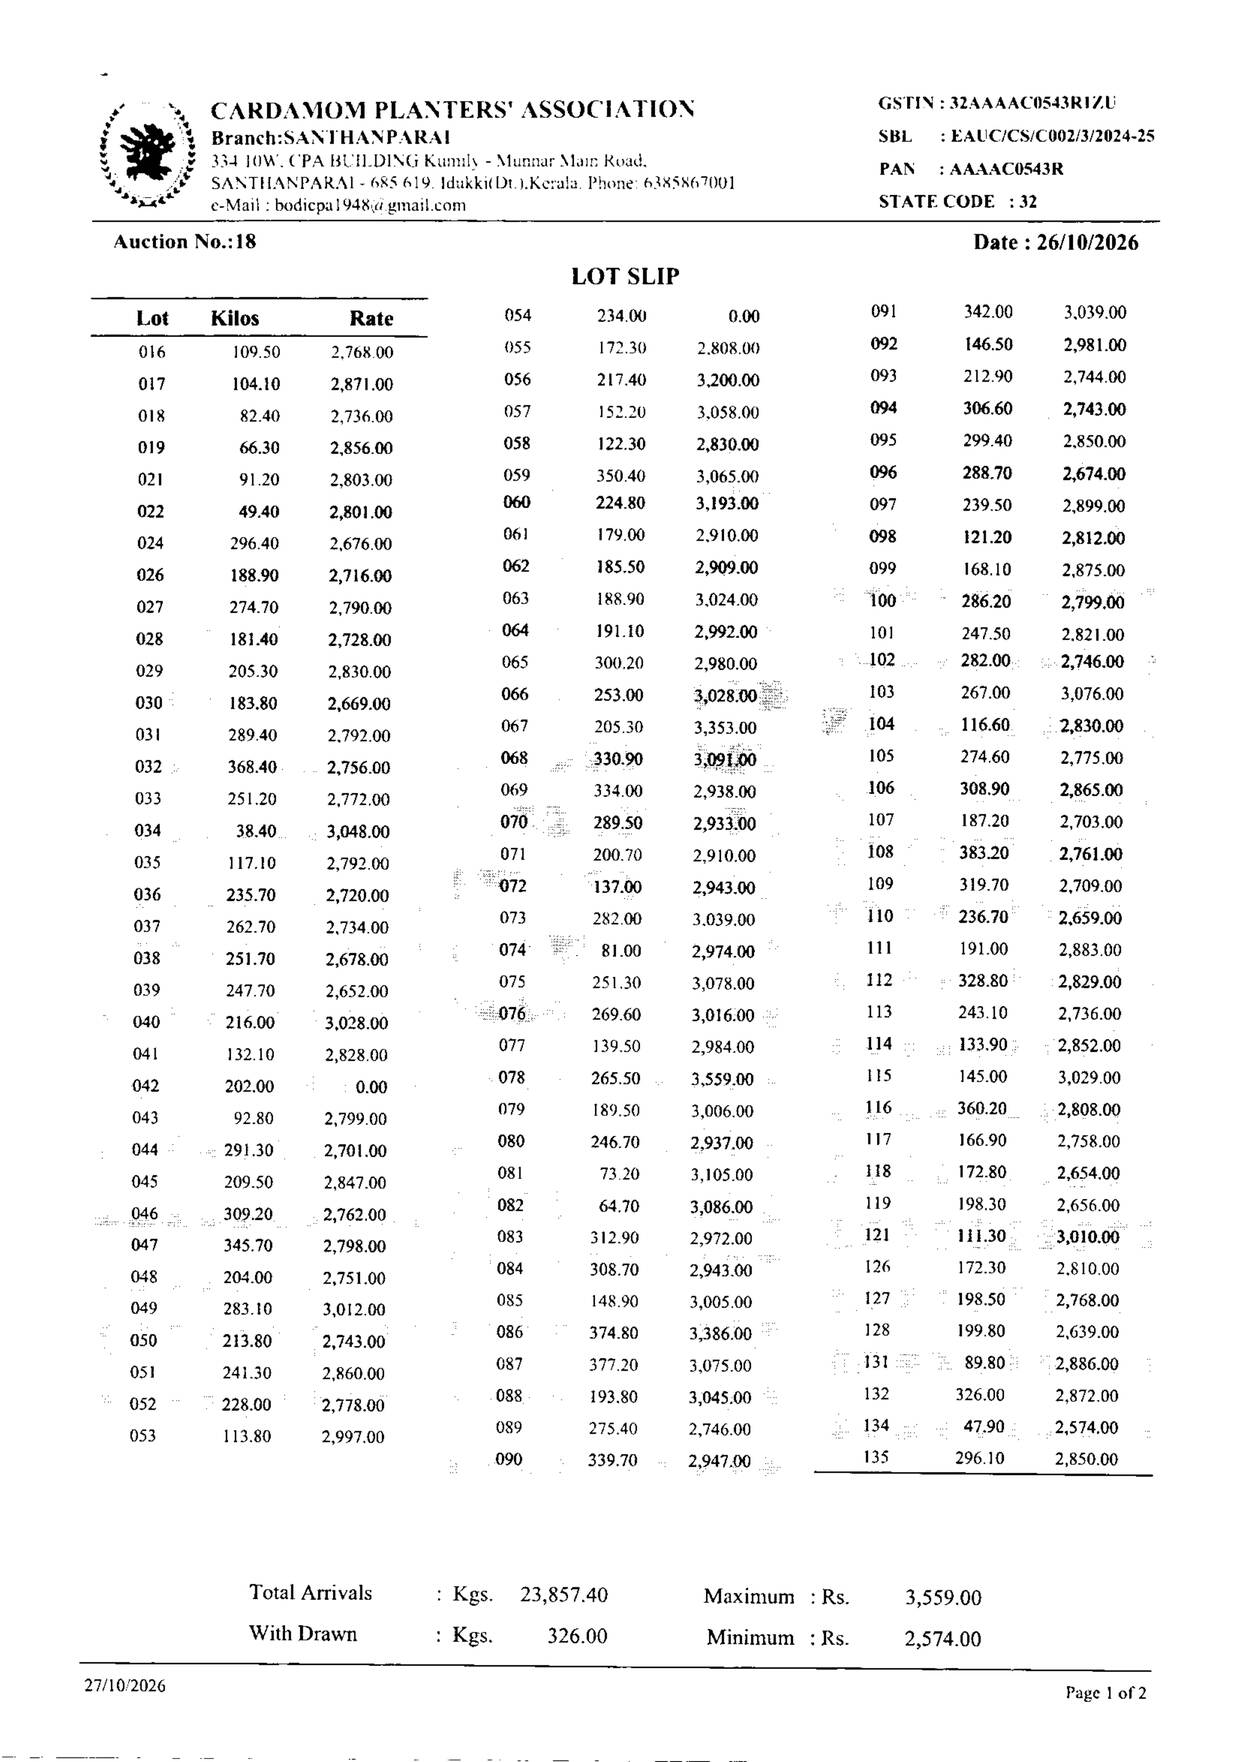 CARDAMOM PLANTERS' ASSOCIATION
Branch:SANTHANPARAI
334 10W, CPA BUILDING Kumily - Munnar Main Road,
SANTHANPARAI - 685 619. Idukki(Dt.).Kerala. Phone: 6385867001
e-Mail : bodicpa1948@gmail.com
GSTIN : 32AAAAC0543R1ZU
SBL : EAUC/CS/C002/3/2024-25
PAN : AAAAC0543R
STATE CODE : 32
Auction No.:18
Date : 26/10/2026
LOT SLIP
Lot Kilos Rate
016 109.50 2,768.00
017 104.10 2,871.00
018 82.40 2,736.00
019 66.30 2,856.00
021 91.20 2,803.00
022 49.40 2,801.00
024 296.40 2,676.00
026 188.90 2,716.00
027 274.70 2,790.00
028 181.40 2,728.00
029 205.30 2,830.00
030 183.80 2,669.00
031 289.40 2,792.00
032 368.40 2,756.00
033 251.20 2,772.00
034 38.40 3,048.00
035 117.10 2,792.00
036 235.70 2,720.00
037 262.70 2,734.00
038 251.70 2,678.00
039 247.70 2,652.00
040 216.00 3,028.00
041 132.10 2,828.00
042 202.00 0.00
043 92.80 2,799.00
044 291.30 2,701.00
045 209.50 2,847.00
046 309.20 2,762.00
047 345.70 2,798.00
048 204.00 2,751.00
049 283.10 3,012.00
050 213.80 2,743.00
051 241.30 2,860.00
052 228.00 2,778.00
053 113.80 2,997.00
054 234.00 0.00
055 172.30 2,808.00
056 217.40 3,200.00
057 152.20 3,058.00
058 122.30 2,830.00
059 350.40 3,065.00
060 224.80 3,193.00
061 179.00 2,910.00
062 185.50 2,909.00
063 188.90 3,024.00
064 191.10 2,992.00
065 300.20 2,980.00
066 253.00 3,028.00
067 205.30 3,353.00
068 330.90 3,091.00
069 334.00 2,938.00
070 289.50 2,933.00
071 200.70 2,910.00
072 137.00 2,943.00
073 282.00 3,039.00
074 81.00 2,974.00
075 251.30 3,078.00
076 269.60 3,016.00
077 139.50 2,984.00
078 265.50 3,559.00
079 189.50 3,006.00
080 246.70 2,937.00
081 73.20 3,105.00
082 64.70 3,086.00
083 312.90 2,972.00
084 308.70 2,943.00
085 148.90 3,005.00
086 374.80 3,386.00
087 377.20 3,075.00
088 193.80 3,045.00
089 275.40 2,746.00
090 339.70 2,947.00
091 342.00 3,039.00
092 146.50 2,981.00
093 212.90 2,744.00
094 306.60 2,743.00
095 299.40 2,850.00
096 288.70 2,674.00
097 239.50 2,899.00
098 121.20 2,812.00
099 168.10 2,875.00
100 286.20 2,799.00
101 247.50 2,821.00
102 282.00 2,746.00
103 267.00 3,076.00
104 116.60 2,830.00
105 274.60 2,775.00
106 308.90 2,865.00
107 187.20 2,703.00
108 383.20 2,761.00
109 319.70 2,709.00
110 236.70 2,659.00
111 191.00 2,883.00
112 328.80 2,829.00
113 243.10 2,736.00
114 133.90 2,852.00
115 145.00 3,029.00
116 360.20 2,808.00
117 166.90 2,758.00
118 172.80 2,654.00
119 198.30 2,656.00
121 111.30 3,010.00
126 172.30 2,810.00
127 198.50 2,768.00
128 199.80 2,639.00
131 89.80 2,886.00
132 326.00 2,872.00
134 47.90 2,574.00
135 296.10 2,850.00
Total Arrivals : Kgs. 23,857.40 Maximum : Rs. 3,559.00
With Drawn : Kgs. 326.00 Minimum : Rs. 2,574.00
27/10/2026
Page 1 of 2